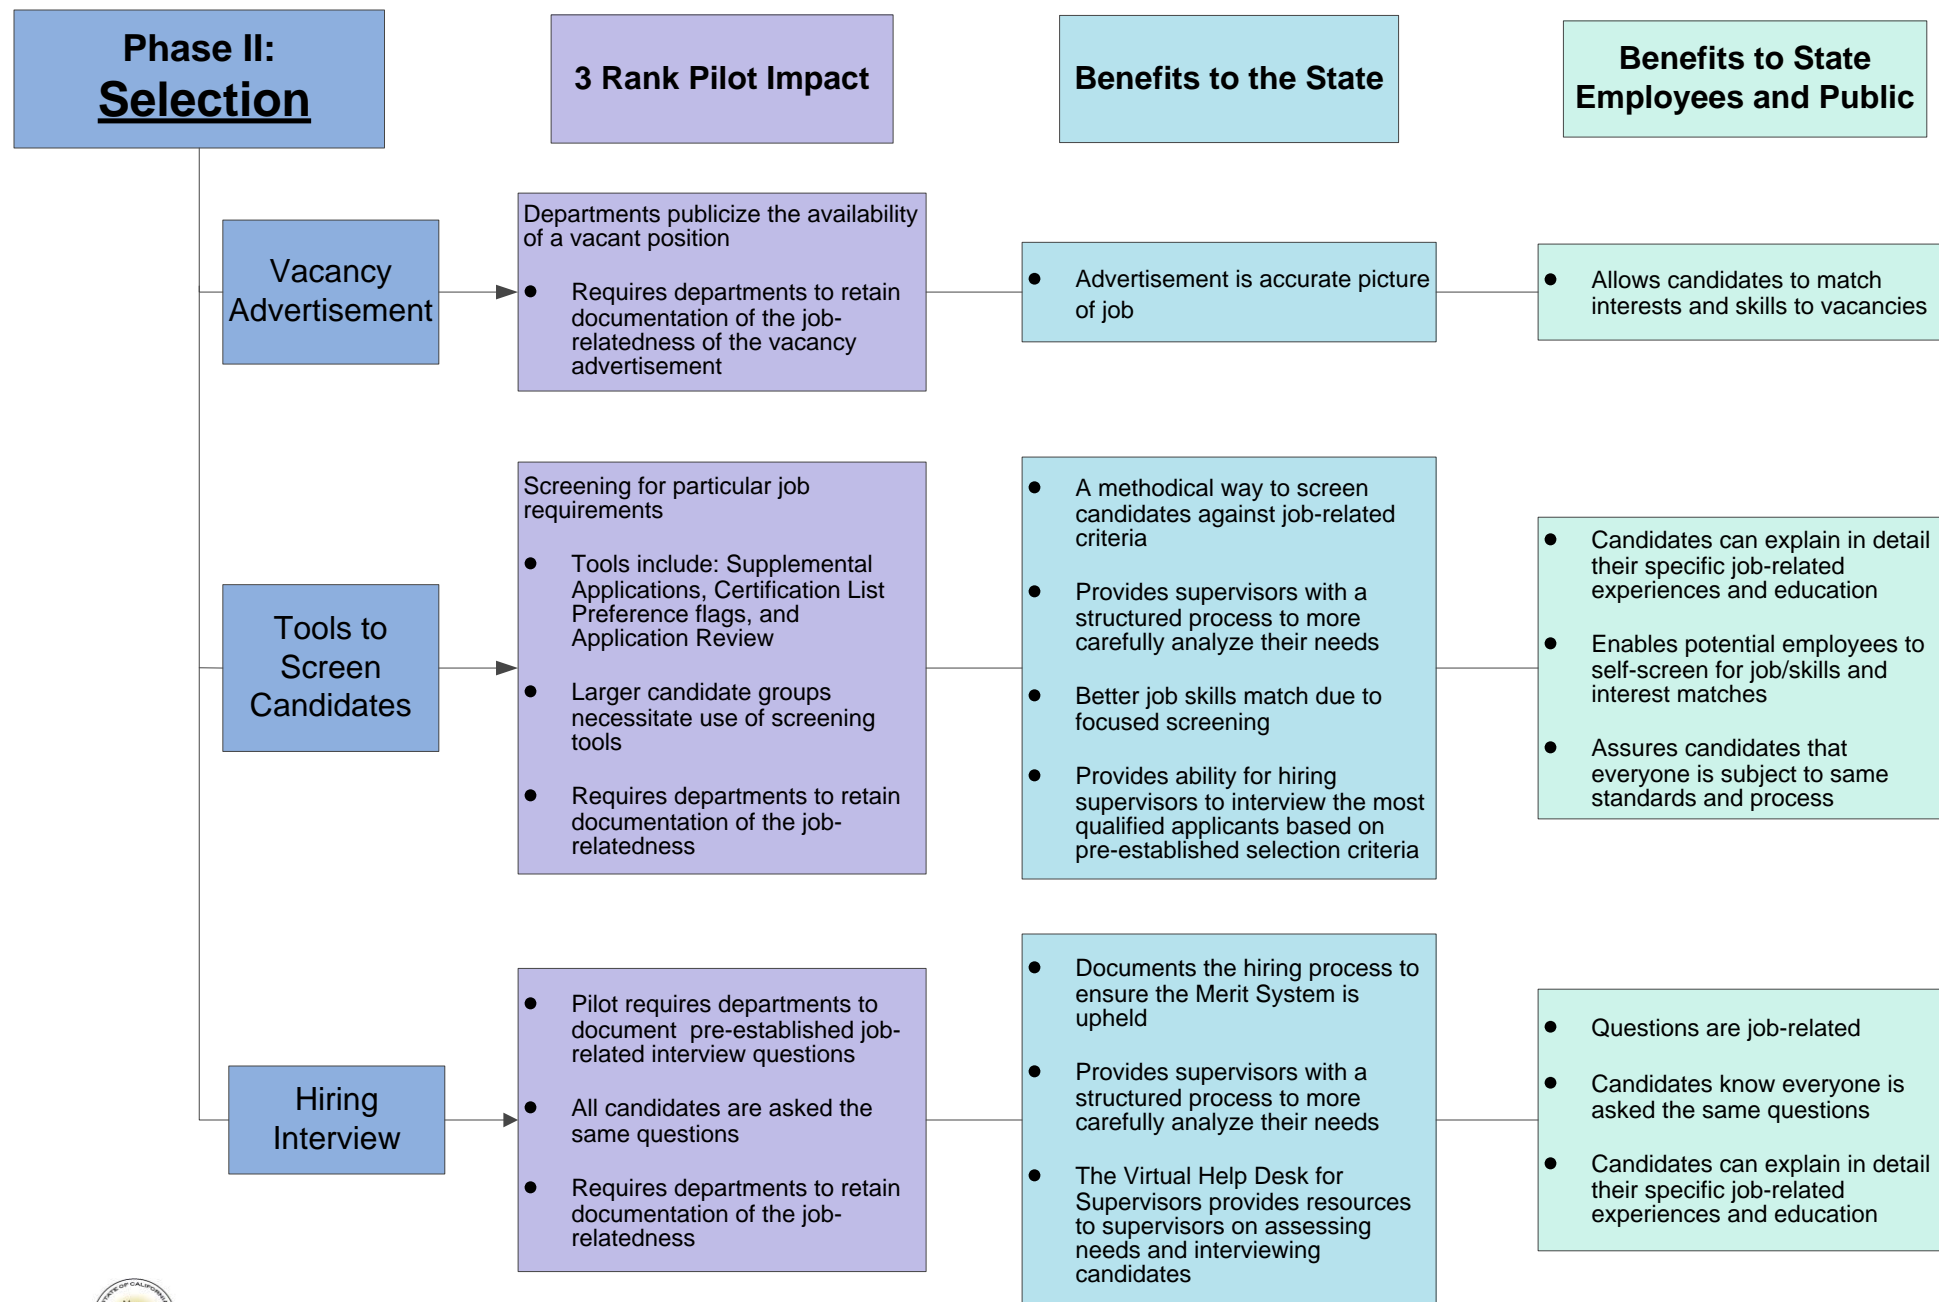 Phase II:
Selection
3 Rank Pilot Impact
Benefits to the State
Benefits to State
Employees and Public
Vacancy
Advertisement
Departments publicize the availability
of a vacant position
● Requires departments to retain
documentation of the job-
relatedness of the vacancy
advertisement
● Advertisement is accurate picture
of job
● Allows candidates to match
interests and skills to vacancies
Tools to
Screen
Candidates
Screening for particular job
requirements
● Tools include: Supplemental
Applications, Certification List
Preference flags, and
Application Review
● Larger candidate groups
necessitate use of screening
tools
● Requires departments to retain
documentation of the job-
relatedness
● A methodical way to screen
candidates against job-related
criteria
● Provides supervisors with a
structured process to more
carefully analyze their needs
● Better job skills match due to
focused screening
● Provides ability for hiring
supervisors to interview the most
qualified applicants based on
pre-established selection criteria
● Candidates can explain in detail
their specific job-related
experiences and education
● Enables potential employees to
self-screen for job/skills and
interest matches
● Assures candidates that
everyone is subject to same
standards and process
Hiring
Interview
● Pilot requires departments to
document  pre-established job-
related interview questions
● All candidates are asked the
same questions
● Requires departments to retain
documentation of the job-
relatedness
● Documents the hiring process to
ensure the Merit System is
upheld
● Provides supervisors with a
structured process to more
carefully analyze their needs
● The Virtual Help Desk for
Supervisors provides resources
to supervisors on assessing
needs and interviewing
candidates
● Questions are job-related
● Candidates know everyone is
asked the same questions
● Candidates can explain in detail
their specific job-related
experiences and education
STATE OF CALIFORNIA